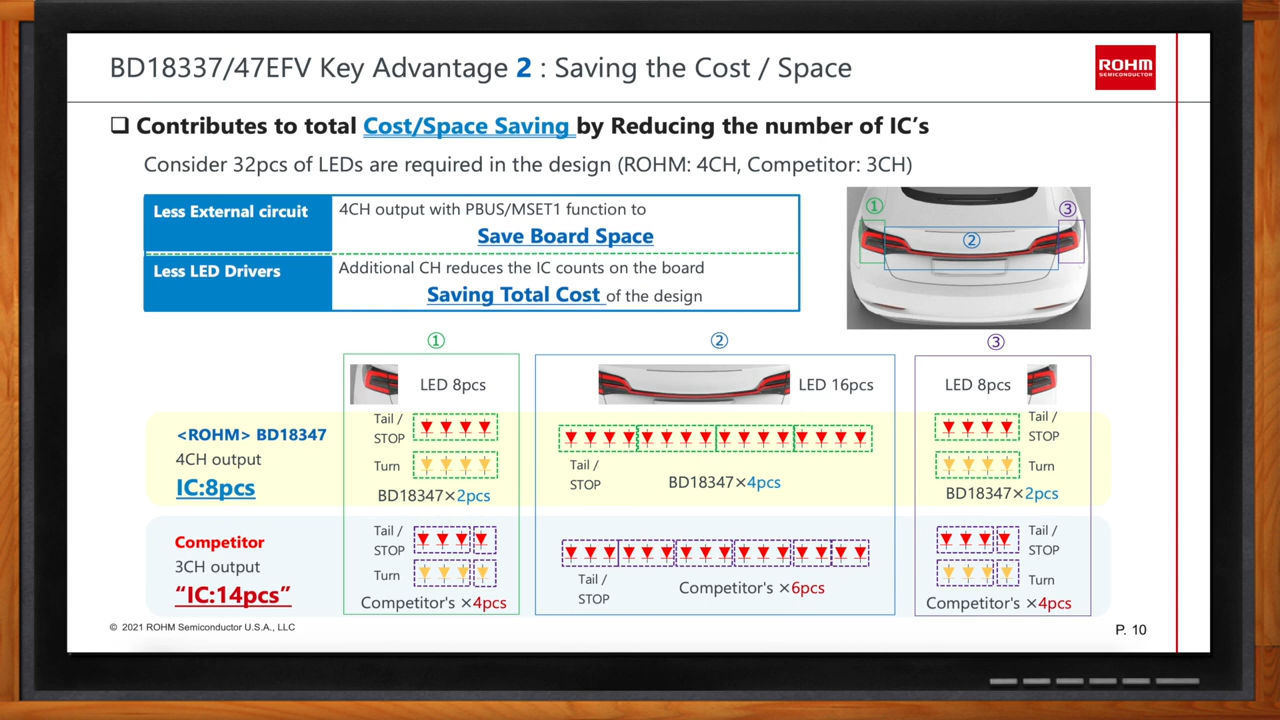 BD18337/47EFV Key Advantage 2 : Saving the Cost / Space
ROHM
SEMICONDUCTOR
❑ Contributes to total Cost/Space Saving by Reducing the number of IC’s
Consider 32pcs of LEDs are required in the design (ROHM: 4CH, Competitor: 3CH)
Less External circuit
4CH output with PBUS/MSET1 function to
Save Board Space
Less LED Drivers
Additional CH reduces the IC counts on the board
Saving Total Cost of the design
①
②
③
①
②
③
LED 8pcs
LED 16pcs
LED 8pcs
<ROHM> BD18347
4CH output
IC:8pcs
Tail /
STOP
Turn
BD18347×2pcs
Tail /
STOP
BD18347×4pcs
Tail /
STOP
Turn
BD18347×2pcs
Competitor
3CH output
“IC:14pcs”
Tail /
STOP
Turn
Competitor's ×4pcs
Tail /
STOP
Competitor's ×6pcs
Tail /
STOP
Turn
Competitor's ×4pcs
© 2021 ROHM Semiconductor U.S.A., LLC
P. 10